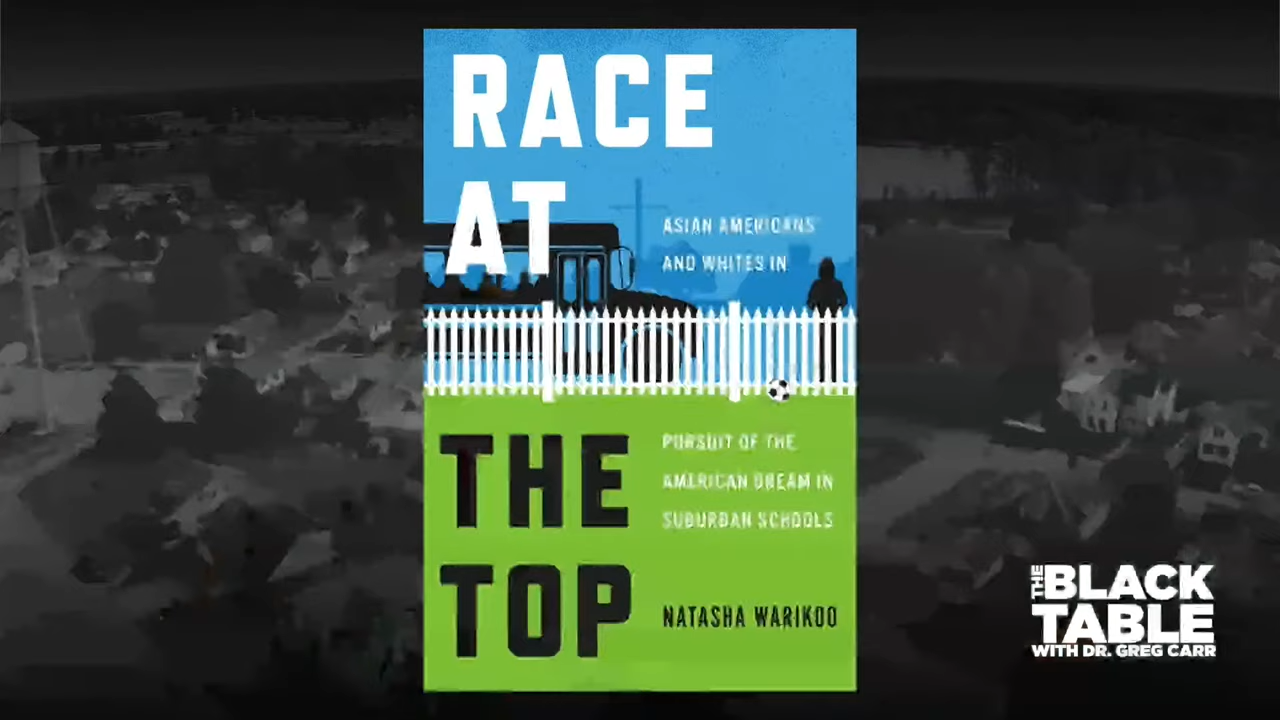 RACE
AT
ASIAN AMERICANS
AND WHITES IN
THE
TOP
PURSUIT OF THE
AMERICAN DREAM IN
SUBURBAN SCHOOLS
NATASHA WARIKOO
THE BLACK
TABLE
WITH DR. GREG CARR